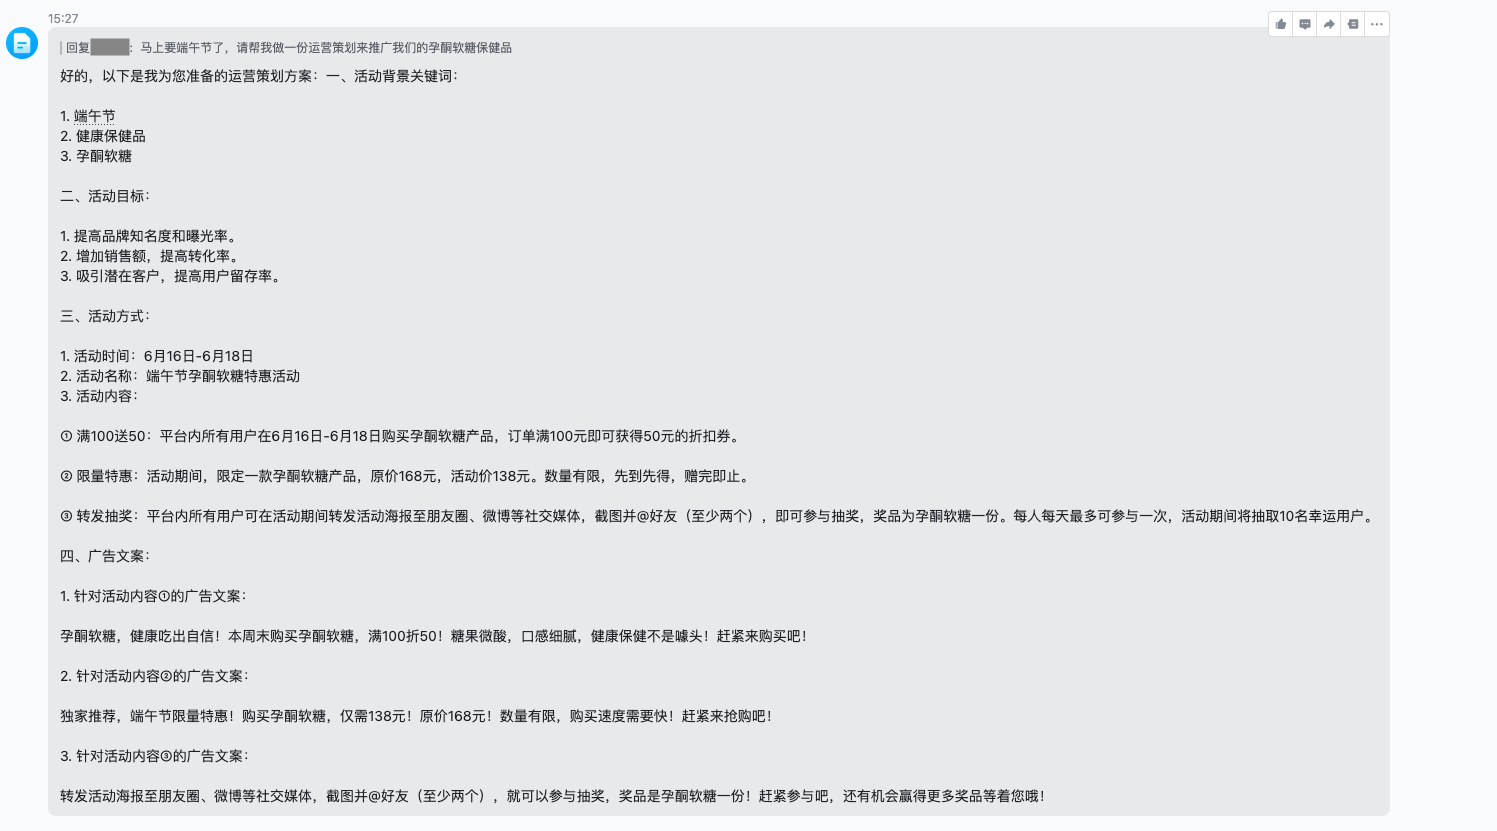 15:27
回复：马上要端午节了，请帮我做一份运营策划来推广我们的孕酮软糖保健品
好的，以下是我为您准备的运营策划方案：一、活动背景关键词：
1. 端午节
2. 健康保健品
3. 孕酮软糖
二、活动目标：
1. 提高品牌知名度和曝光率。
2. 增加销售额，提高转化率。
3. 吸引潜在客户，提高用户留存率。
三、活动方式：
1. 活动时间：6月16日-6月18日
2. 活动名称：端午节孕酮软糖特惠活动
3. 活动内容：
① 满100送50：平台内所有用户在6月16日-6月18日购买孕酮软糖产品，订单满100元即可获得50元的折扣券。
② 限量特惠：活动期间，限定一款孕酮软糖产品，原价168元，活动价138元。数量有限，先到先得，赠完即止。
③ 转发抽奖：平台内所有用户可在活动期间转发活动海报至朋友圈、微博等社交媒体，截图并@好友（至少两个），即可参与抽奖，奖品为孕酮软糖一份。每人每天最多可参与一次，活动期间将抽取10名幸运用户。
四、广告文案：
1. 针对活动内容①的广告文案：
孕酮软糖，健康吃出自信！本周末购买孕酮软糖，满100折50！糖果微酸，口感细腻，健康保健不是噱头！赶紧来购买吧！
2. 针对活动内容②的广告文案：
独家推荐，端午节限量特惠！购买孕酮软糖，仅需138元！原价168元！数量有限，购买速度需要快！赶紧来抢购吧！
3. 针对活动内容③的广告文案：
转发活动海报至朋友圈、微博等社交媒体，截图并@好友（至少两个），就可以参与抽奖，奖品是孕酮软糖一份！赶紧参与吧，还有机会赢得更多奖品等着您哦！